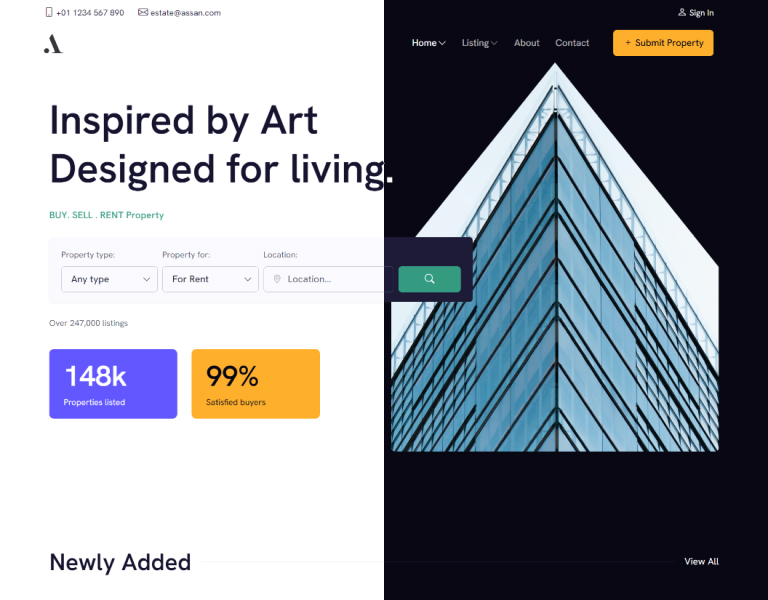 +01 1234 567 890
estate@assan.com
Sign In
Home
Listing
About
Contact
+ Submit Property
Inspired by Art
Designed for living.
BUY. SELL . RENT Property
Property type:
Property for:
Location:
Any type
For Rent
Location...
Over 247,000 listings
148k
Properties listed
99%
Satisfied buyers
Newly Added
View All